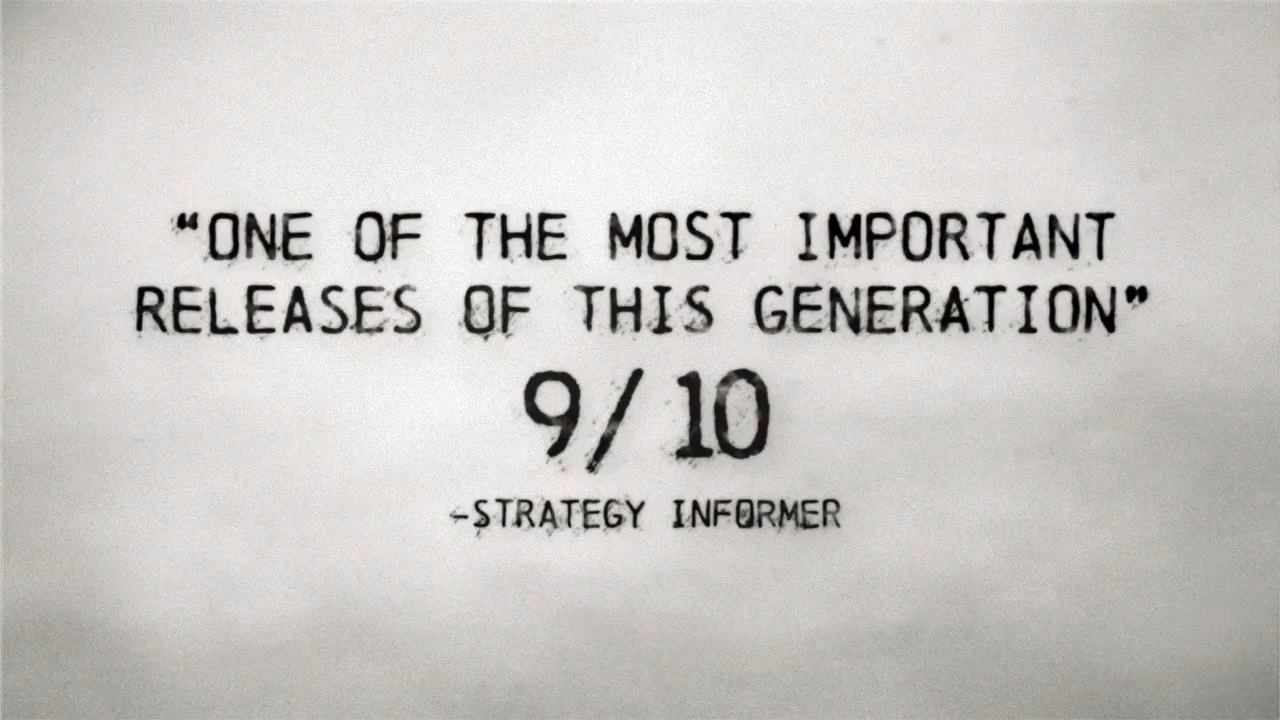 “ONE OF THE MOST IMPORTANT
RELEASES OF THIS GENERATION”
9/10
-STRATEGY INFORMER